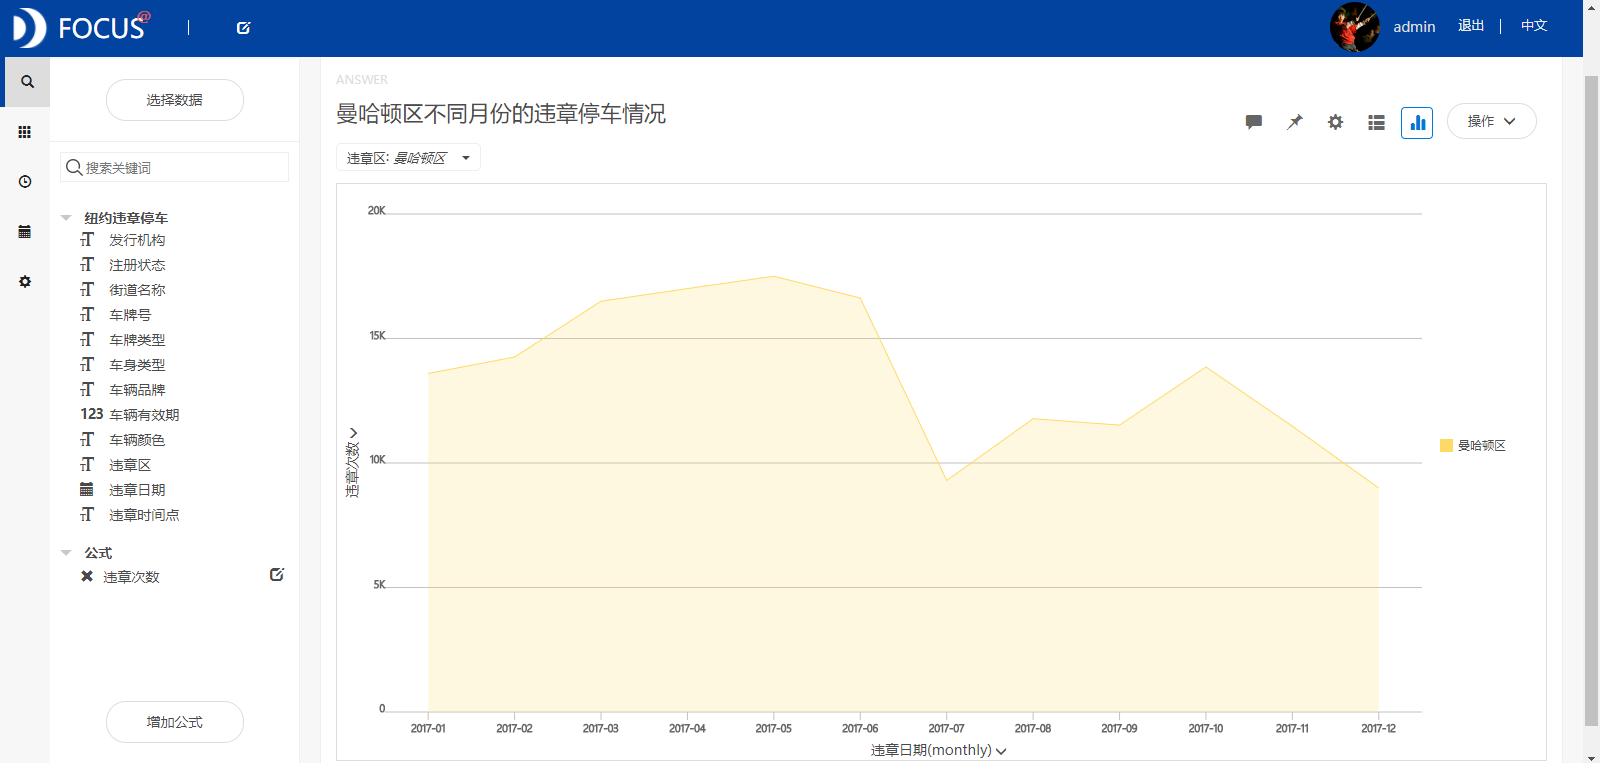 FOCUS@
admin 退出 中文
选择数据
搜索关键词
纽约违章停车
发行机构
注册状态
街道名称
车牌号
车牌类型
车身类型
车辆品牌
123 车辆有效期
车辆颜色
违章区
违章日期
违章时间点
公式
违章次数
增加公式
ANSWER
曼哈顿区不同月份的违章停车情况
操作
违章区: 曼哈顿区
20K
15K
10K
5K
0
违章次数
2017-01 2017-02 2017-03 2017-04 2017-05 2017-06 2017-07 2017-08 2017-09 2017-10 2017-11 2017-12
违章日期(monthly)
曼哈顿区